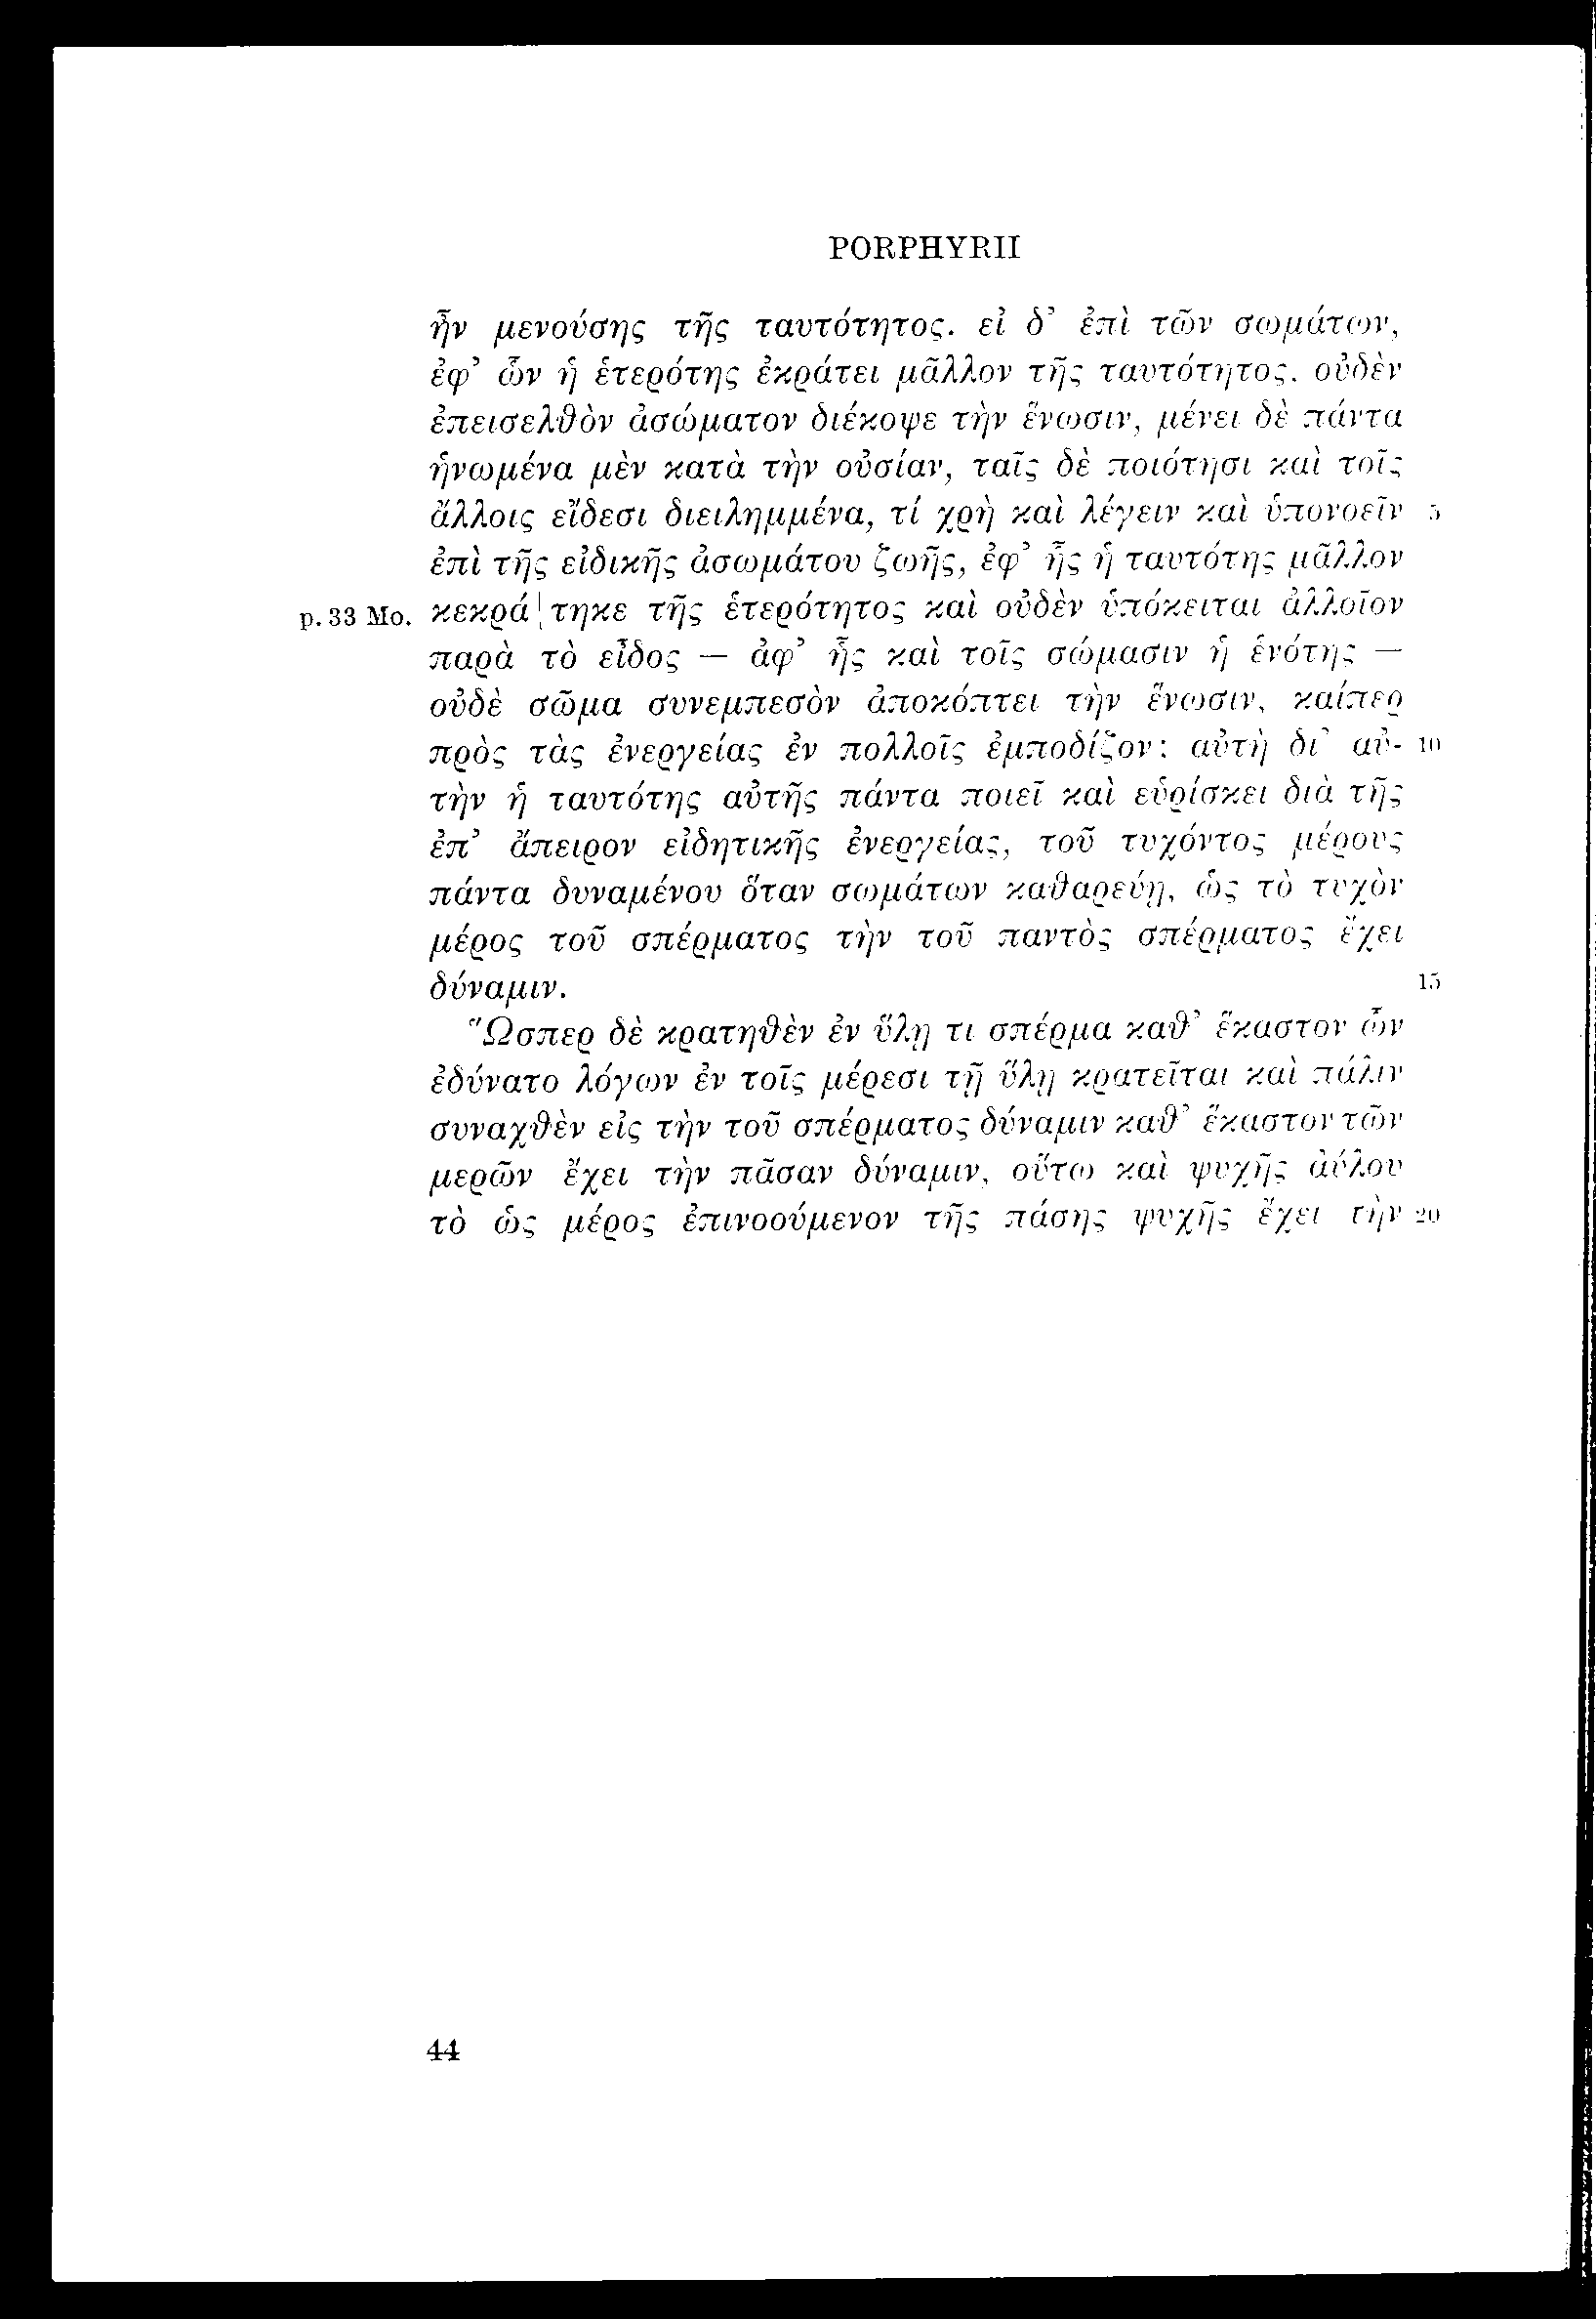 PORPHYRII
ἦν μενούσης τῆς ταυτότητος. εἰ δ’ ἐπὶ τῶν σωμάτων,
ἐφ’ ὧν ἡ ἑτερότης ἐκράτει μᾶλλον τῆς ταυτότητος, οὐδὲν
ἐπεισελθὸν ἀσώματον διέκοψε τὴν ἕνωσιν, μένει δὲ πάντα
ἡνωμένα μὲν κατὰ τὴν οὐσίαν, ταῖς δὲ ποιότησι καὶ τοῖς
ἄλλοις εἴδεσι διειλημμένα, τί χρὴ καὶ λέγειν καὶ ὑπονοεῖν 5
ἐπὶ τῆς εἰδικῆς ἀσωμάτου ζωῆς, ἐφ’ ἧς ἡ ταυτότης μᾶλλον
p. 33 Mo. κεκρά|τηκε τῆς ἑτερότητος καὶ οὐδὲν ὑπόκειται ἀλλοῖον
παρὰ τὸ εἶδος — ἀφ’ ἧς καὶ τοῖς σώμασιν ἡ ἑνότης —
οὐδὲ σῶμα συνεμπεσὸν ἀποκόπτει τὴν ἕνωσιν, καίπερ
πρὸς τὰς ἐνεργείας ἐν πολλοῖς ἐμποδίζον; αὐτὴ δι’ αὑ- 10
τὴν ἡ ταυτότης αὐτῆς πάντα ποιεῖ καὶ εὑρίσκει διὰ τῆς
ἐπ’ ἄπειρον εἰδητικῆς ἐνεργείας, τοῦ τυχόντος μέρους
πάντα δυναμένου ὅταν σωμάτων καθαρεύῃ, ὡς τὸ τυχὸν
μέρος τοῦ σπέρματος τὴν τοῦ παντὸς σπέρματος ἔχει
δύναμιν. 15
Ὥσπερ δὲ κρατηθὲν ἐν ὕλῃ τι σπέρμα καθ’ ἕκαστον ὧν
ἐδύνατο λόγων ἐν τοῖς μέρεσι τῇ ὕλῃ κρατεῖται καὶ πάλιν
συναχθὲν εἰς τὴν τοῦ σπέρματος δύναμιν καθ’ ἕκαστον τῶν
μερῶν ἔχει τὴν πᾶσαν δύναμιν, οὕτω καὶ ψυχῆς ἀύλου
τὸ ὡς μέρος ἐπινοούμενον τῆς πάσης ψυχῆς ἔχει τὴν 20
44